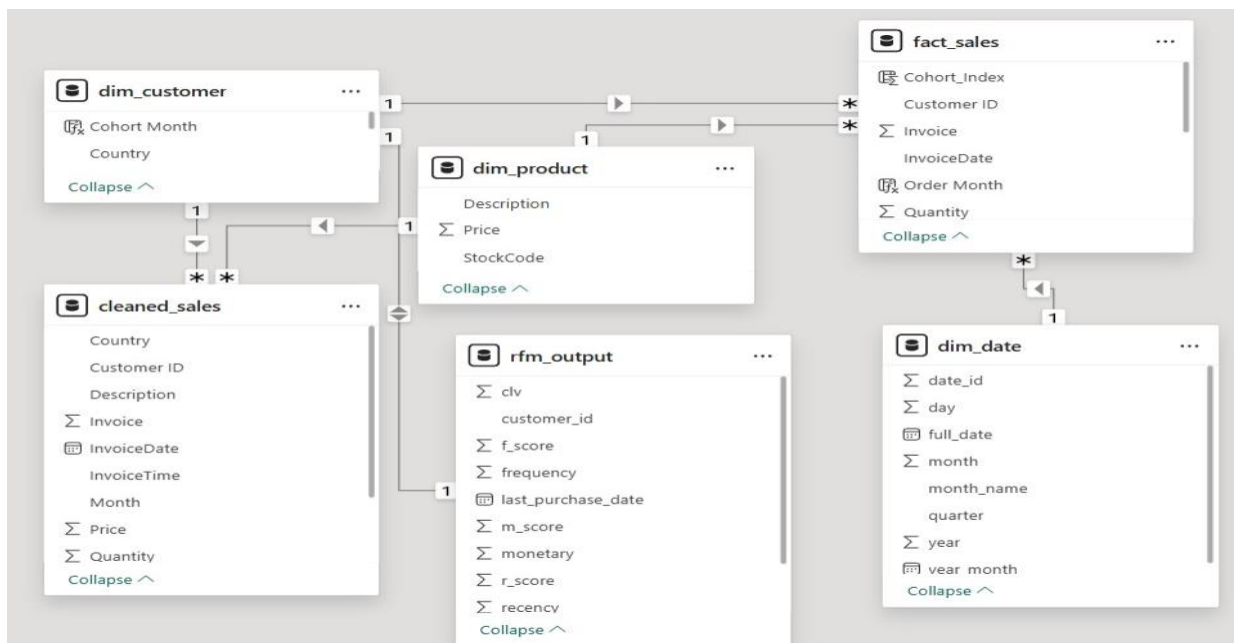 dim_customer
Cohort Month
Country
Collapse
1
1
1
*
*
*
*
dim_product
Description
Price
StockCode
Collapse
1
1
fact_sales
Cohort_Index
Customer ID
Invoice
InvoiceDate
Order Month
Quantity
Collapse
*
1
cleaned_sales
Country
Customer ID
Description
Invoice
InvoiceDate
InvoiceTime
Month
Price
Quantity
Collapse
rfm_output
clv
customer_id
f_score
frequency
last_purchase_date
m_score
monetary
r_score
recency
Collapse
1
dim_date
date_id
day
full_date
month
month_name
quarter
year
year_month
Collapse